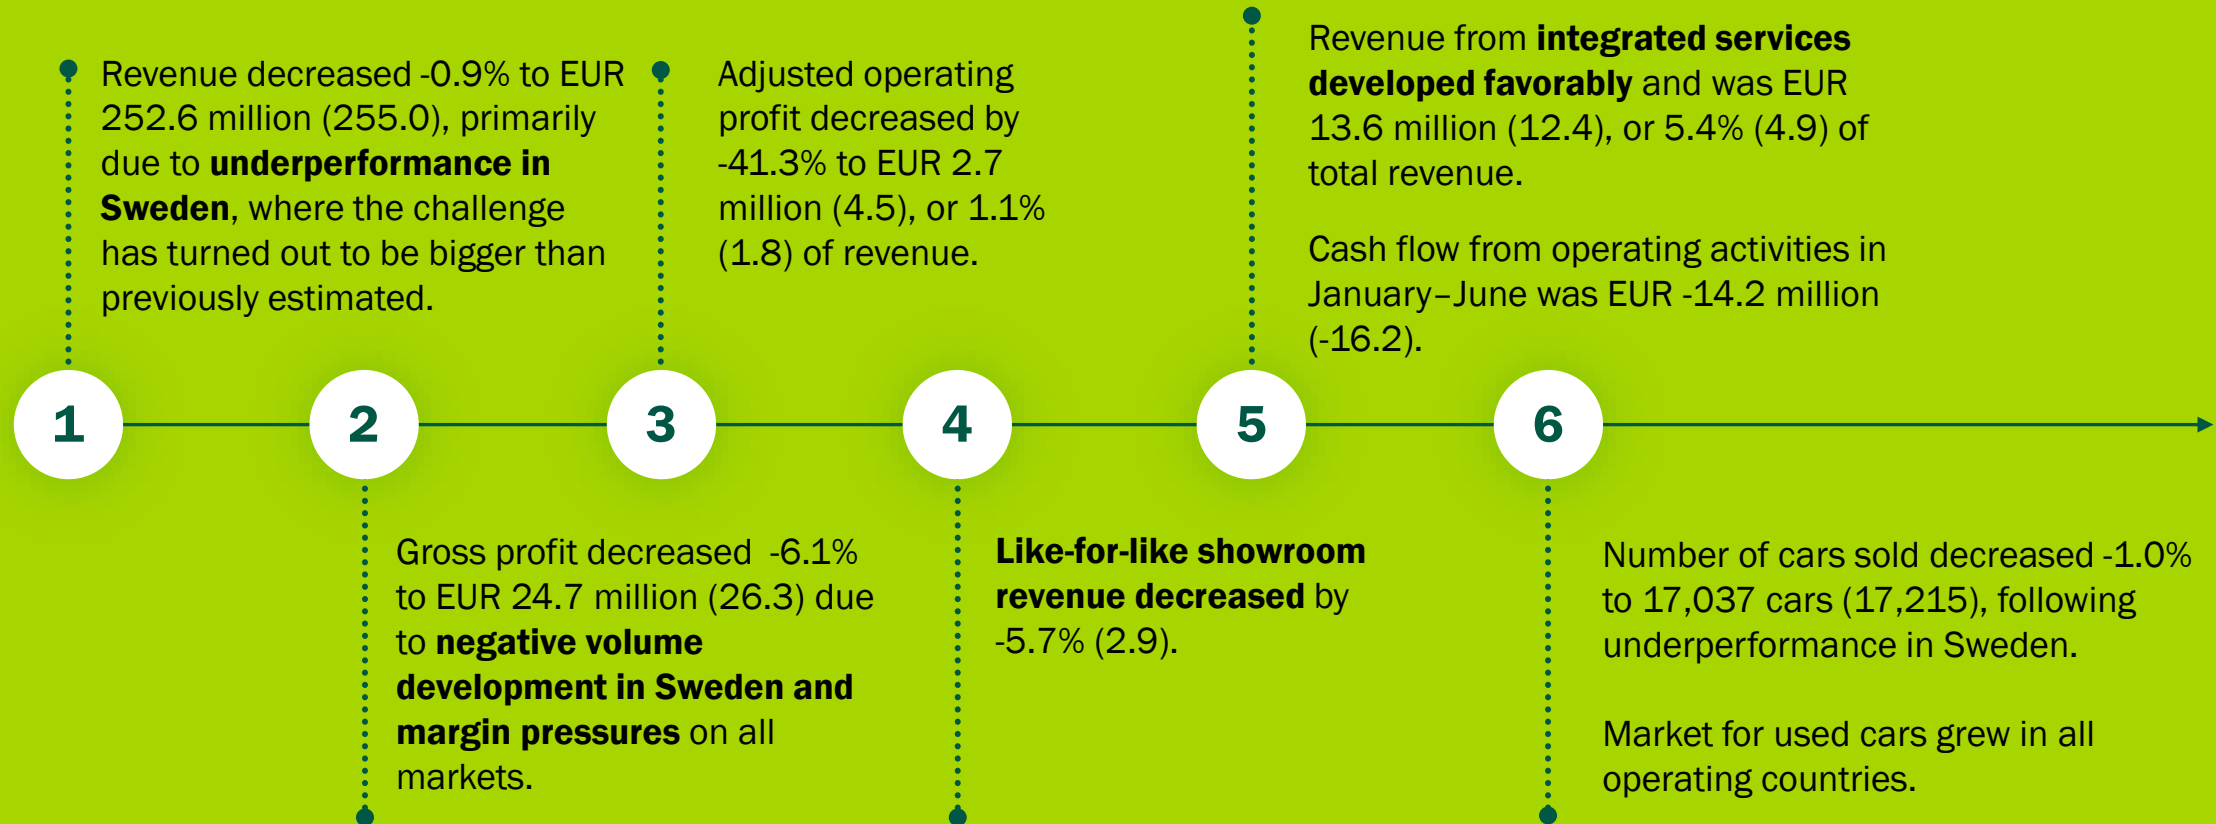 1
Revenue decreased -0.9% to EUR
252.6 million (255.0), primarily
due to underperformance in
Sweden, where the challenge
has turned out to be bigger than
previously estimated.
2
Gross profit decreased -6.1%
to EUR 24.7 million (26.3) due
to negative volume
development in Sweden and
margin pressures on all
markets.
3
Adjusted operating
profit decreased by
-41.3% to EUR 2.7
million (4.5), or 1.1%
(1.8) of revenue.
4
Like-for-like showroom
revenue decreased by
-5.7% (2.9).
5
Revenue from integrated services
developed favorably and was EUR
13.6 million (12.4), or 5.4% (4.9) of
total revenue.
Cash flow from operating activities in
January–June was EUR -14.2 million
(-16.2).
6
Number of cars sold decreased -1.0%
to 17,037 cars (17,215), following
underperformance in Sweden.
Market for used cars grew in all
operating countries.